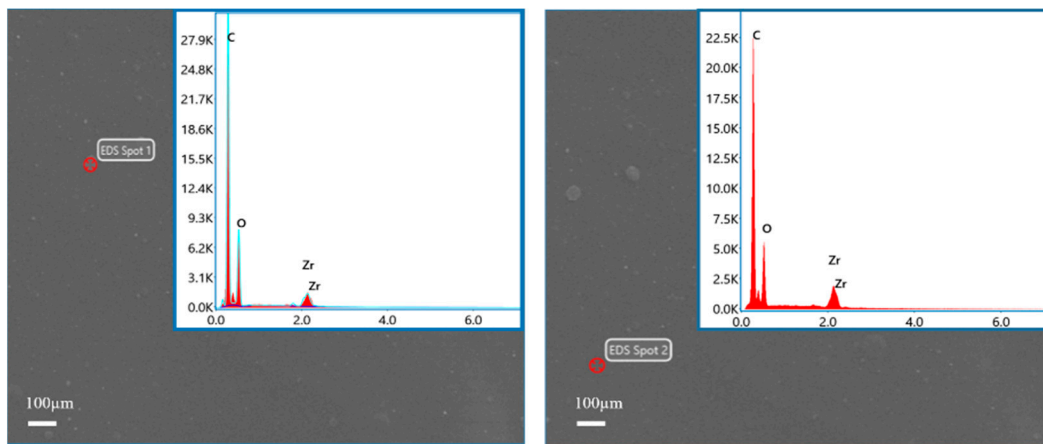 27.9K
C
24.8K
21.7K
18.6K
EDS Spot 1
15.5K
12.4K
9.3K
O
6.2K
Zr
3.1K
Zr
0.0K
0.0
2.0
4.0
6.0
100μm
22.5K
C
20.0K
17.5K
15.0K
12.5K
10.0K
7.5K
O
5.0K
Zr
2.5K
Zr
0.0K
0.0
2.0
4.0
6.0
EDS Spot 2
100μm